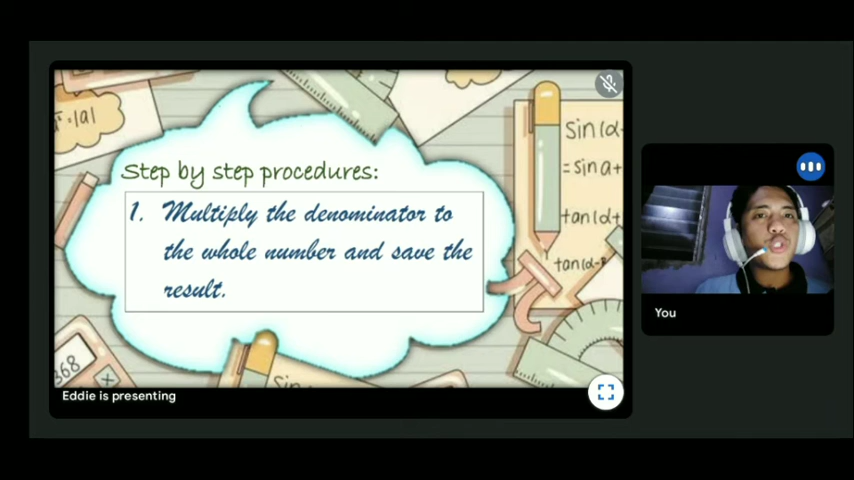 Step by step procedures:
1. Multiply the denominator to
the whole number and save the
result.
sin(α
=sin α+
tan(α+
tan(α-β
=|a|
368
sin
You
Eddie is presenting